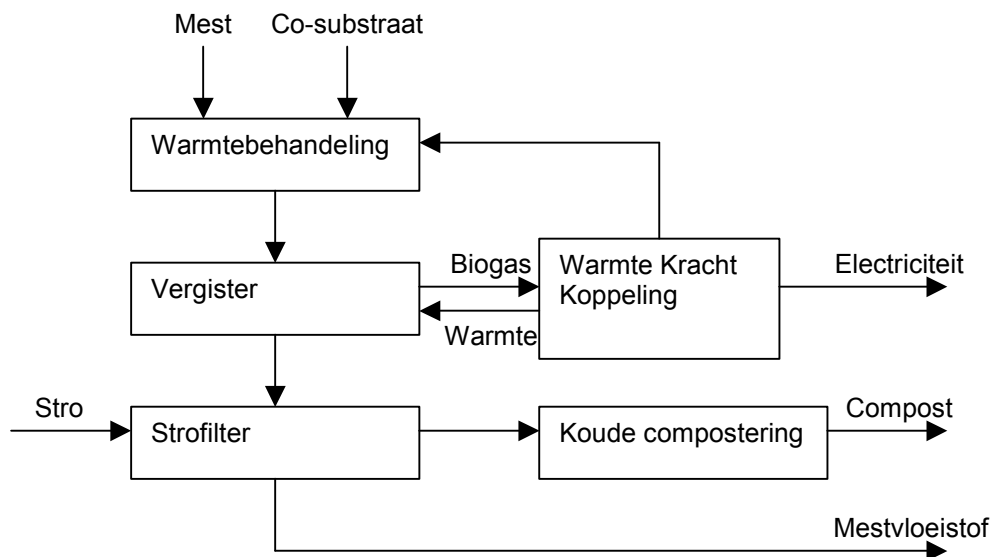 Mest Co-substraat
Warmtebehandeling
Biogas
Warmte Kracht
Koppeling
Electriciteit
Vergister
Warmte
Stro
Strofilter
Koude compostering
Compost
Mestvloeistof